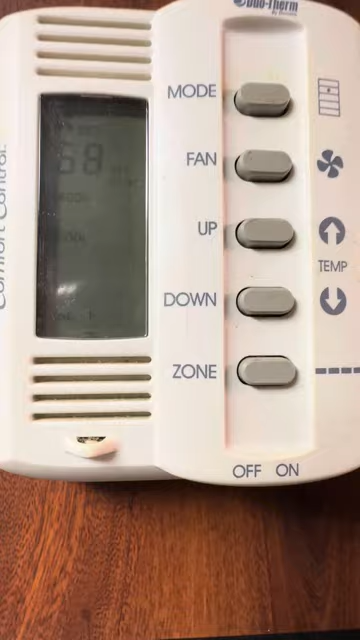 Duo-Therm
MODE
FAN
UP
TEMP
DOWN
ZONE
OFF ON
Comfort Control
68